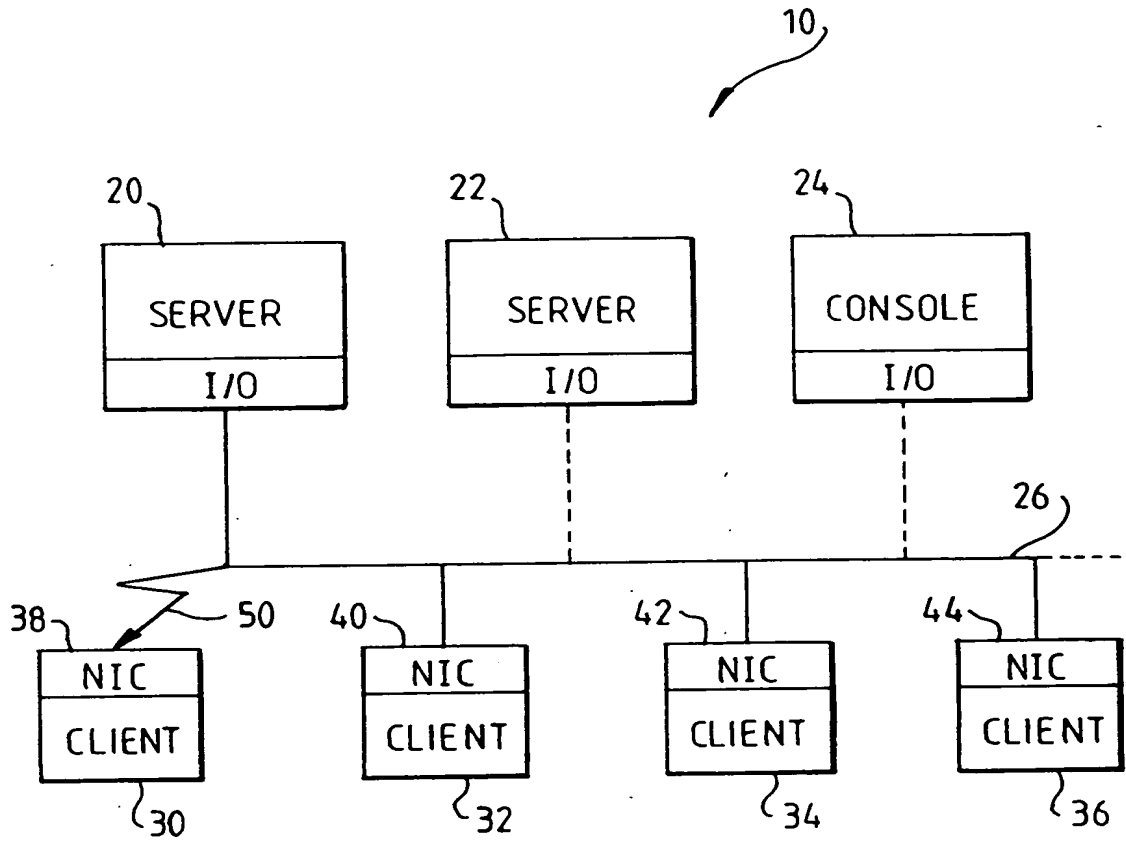 10
20
22
24
SERVER
SERVER
CONSOLE
I/O
I/O
I/O
26
38
50
40
42
44
NIC
NIC
NIC
NIC
CLIENT
CLIENT
CLIENT
CLIENT
30
32
34
36